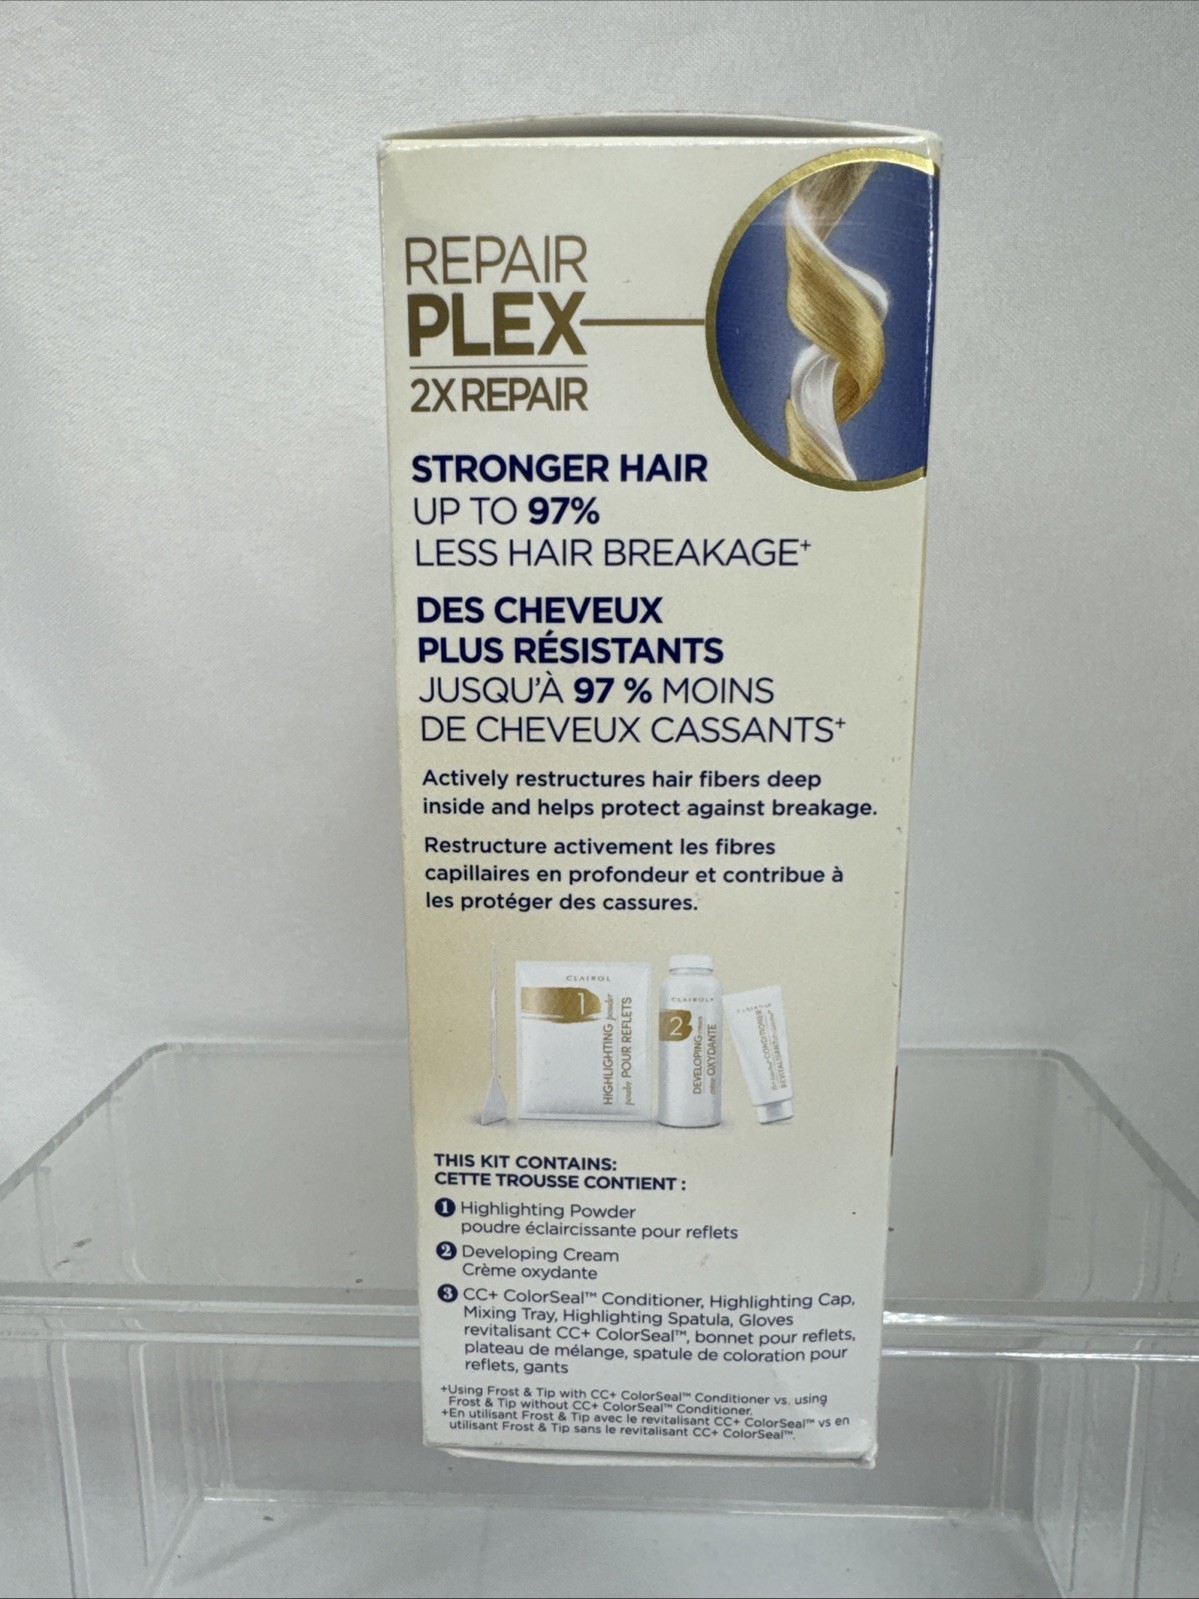 REPAIR
PLEX
2X REPAIR
STRONGER HAIR
UP TO 97%
LESS HAIR BREAKAGE+
DES CHEVEUX
PLUS RÉSISTANTS
JUSQU'À 97 % MOINS
DE CHEVEUX CASSANTS+
Actively restructures hair fibers deep
inside and helps protect against breakage.
Restructure activement les fibres
capillaires en profondeur et contribue à
les protéger des cassures.
CLAIROL
1
HIGHLIGHTING powder
poudre POUR REFLETS
CLAIROL
2
DEVELOPING cream
crème OXYDANTE
CLAIROL
CONDITIONER
REVITALISANT
THIS KIT CONTAINS:
CETTE TROUSSE CONTIENT :
1 Highlighting Powder
poudre éclaircissante pour reflets
2 Developing Cream
Crème oxydante
3 CC+ ColorSeal™ Conditioner, Highlighting Cap,
Mixing Tray, Highlighting Spatula, Gloves
revitalisant CC+ ColorSeal™, bonnet pour reflets,
plateau de mélange, spatule de coloration pour
reflets, gants
+Using Frost & Tip with CC+ ColorSeal™ Conditioner vs. using
Frost & Tip without CC+ ColorSeal™ Conditioner.
+En utilisant Frost & Tip avec le revitalisant CC+ ColorSeal™ vs en
utilisant Frost & Tip sans le revitalisant CC+ ColorSeal™.